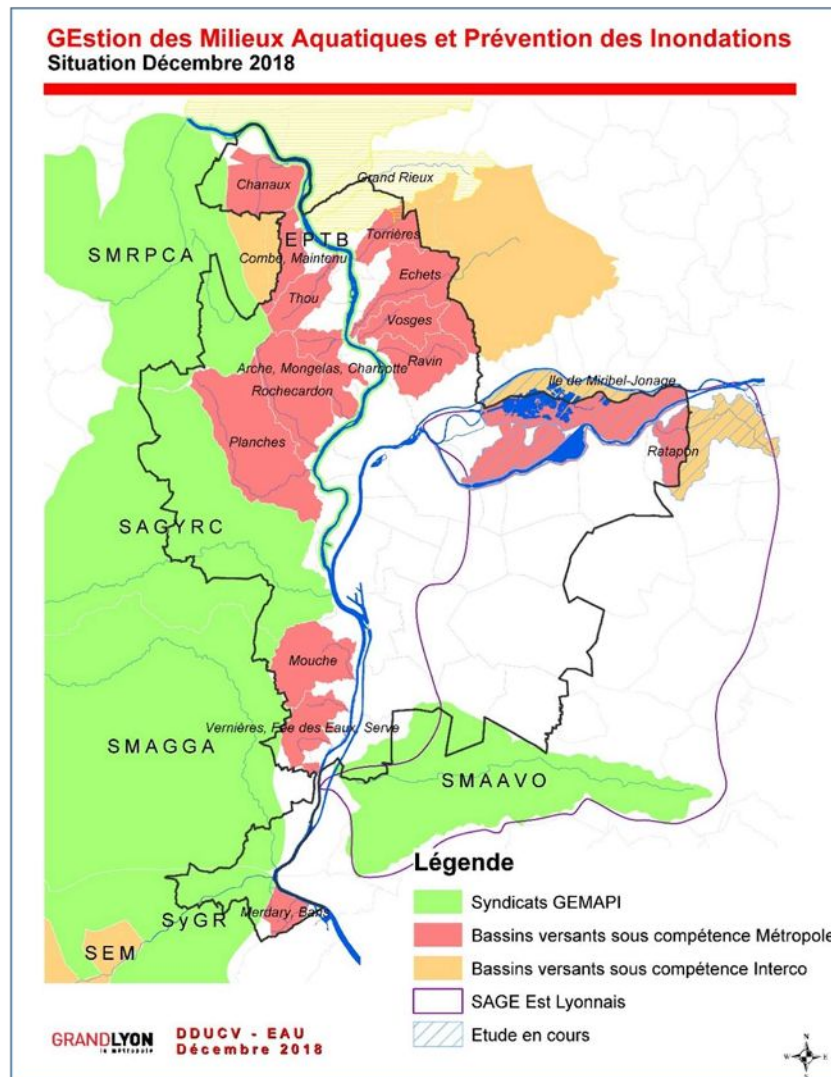 GEstion des Milieux Aquatiques et Prévention des Inondations
Situation Décembre 2018
Grand Rieux
Chanaux
EPTB
Torrières
SMRPCA
Combe, Maintenu
Echets
Thou
Vosges
Ravin
Arche, Mongelas, Charbotte
Ile de Miribel-Jonage
Rochecardon
Planches
Ratapon
SAGYRC
Mouche
Vernières, Fée des Eaux, Serve
SMAGGA
SMAAVO
Légende
Syndicats GEMAPI
Bassins versants sous compétence Métropole
Bassins versants sous compétence Interco
SAGE Est Lyonnais
Etude en cours
SyGR
Merdary, Bans
SEM
GRANDLYON
la métropole
DDUCV - EAU
Décembre 2018
N